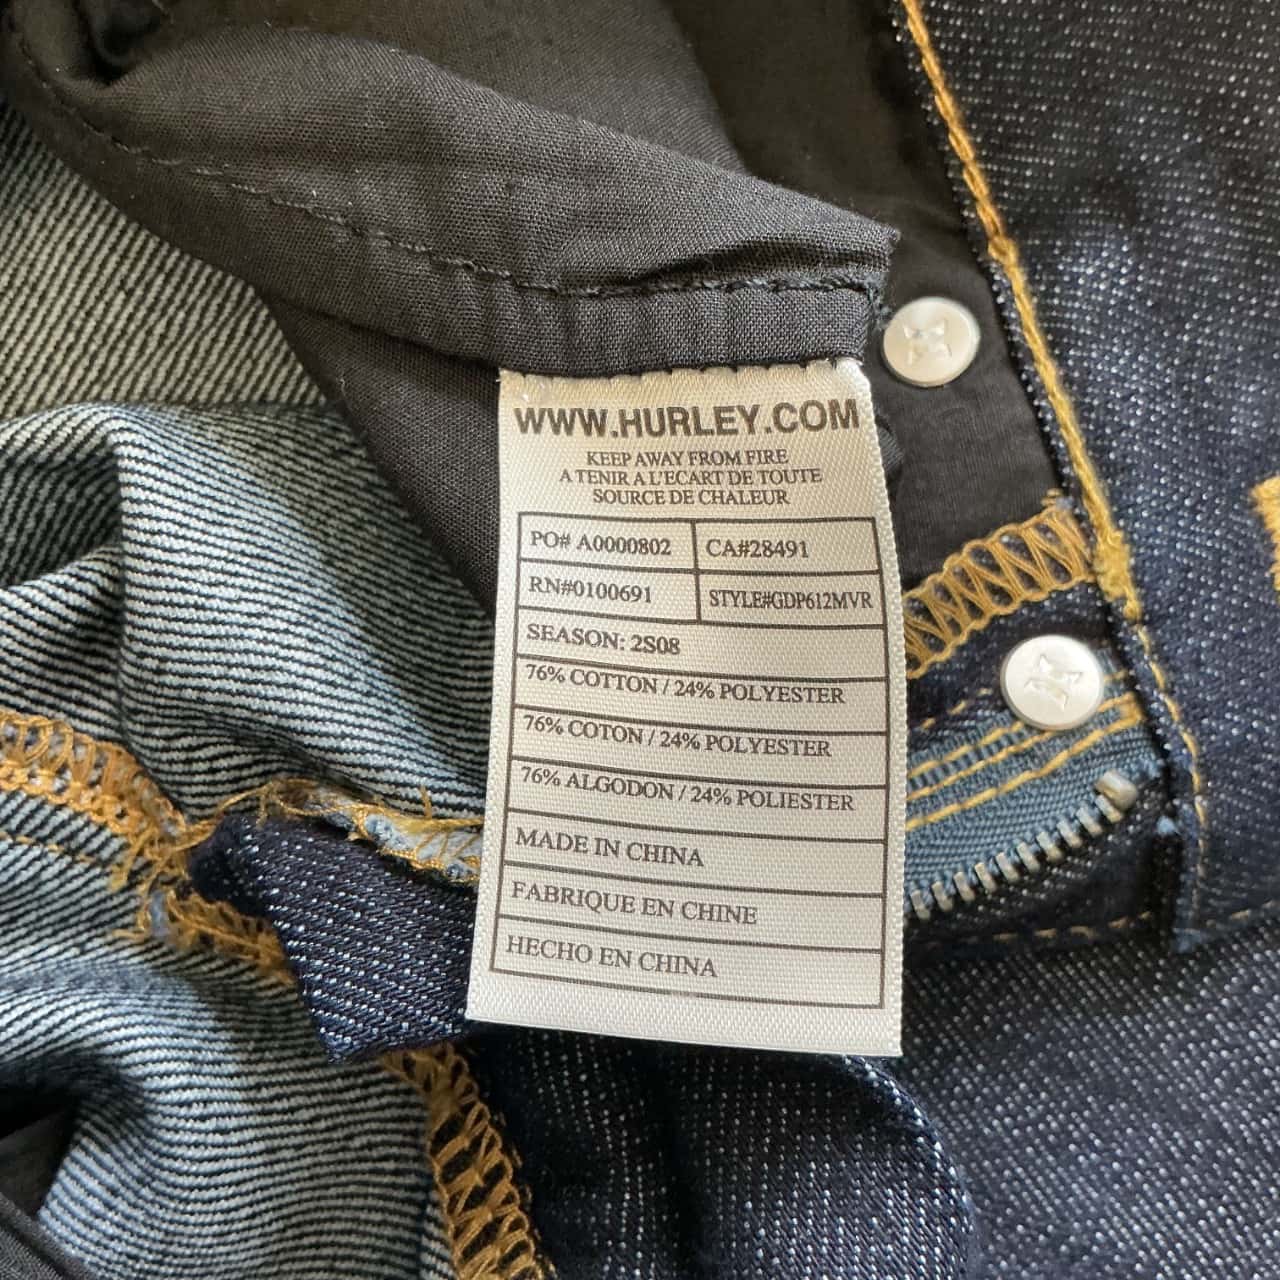 WWW.HURLEY.COM
KEEP AWAY FROM FIRE
A TENIR A L'ECART DE TOUTE
SOURCE DE CHALEUR
PO# A0000802 CA#28491
RN#0100691 STYLE#GDP612MVR
SEASON: 2S08
76% COTTON / 24% POLYESTER
76% COTON / 24% POLYESTER
76% ALGODON / 24% POLIESTER
MADE IN CHINA
FABRIQUE EN CHINE
HECHO EN CHINA